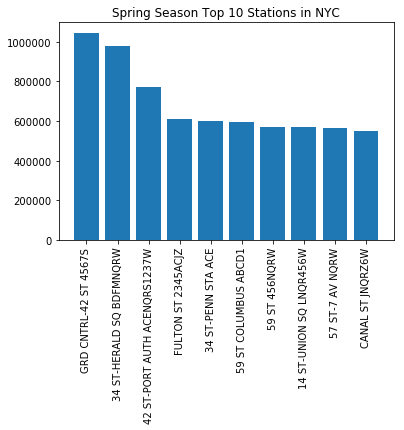 Spring Season Top 10 Stations in NYC
1000000
800000
600000
400000
200000
0
GRD CNTRL-42 ST 4567S
34 ST-HERALD SQ BDFMNQRW
42 ST-PORT AUTH ACENQRS1237W
FULTON ST 2345ACJZ
34 ST-PENN STA ACE
59 ST COLUMBUS ABCD1
59 ST 456NQRW
14 ST-UNION SQ LNQR456W
57 ST-7 AV NQRW
CANAL ST JNQRZ6W